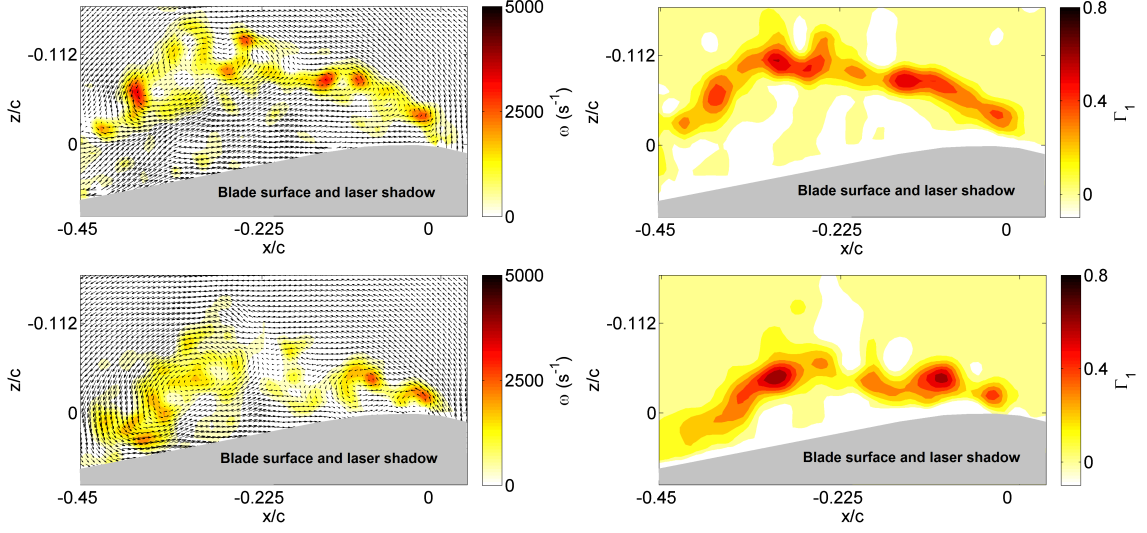 5000
-0.112
z/c
ω (s⁻¹)
2500
0
Blade surface and laser shadow
0
-0.45
-0.225
0
x/c
0.8
-0.112
z/c
Γ₁
0.4
0
Blade surface and laser shadow
0
-0.45
-0.225
0
x/c
5000
-0.112
z/c
ω (s⁻¹)
2500
0
Blade surface and laser shadow
0
-0.45
-0.225
0
x/c
0.8
-0.112
z/c
Γ₁
0.4
0
Blade surface and laser shadow
0
-0.45
-0.225
0
x/c